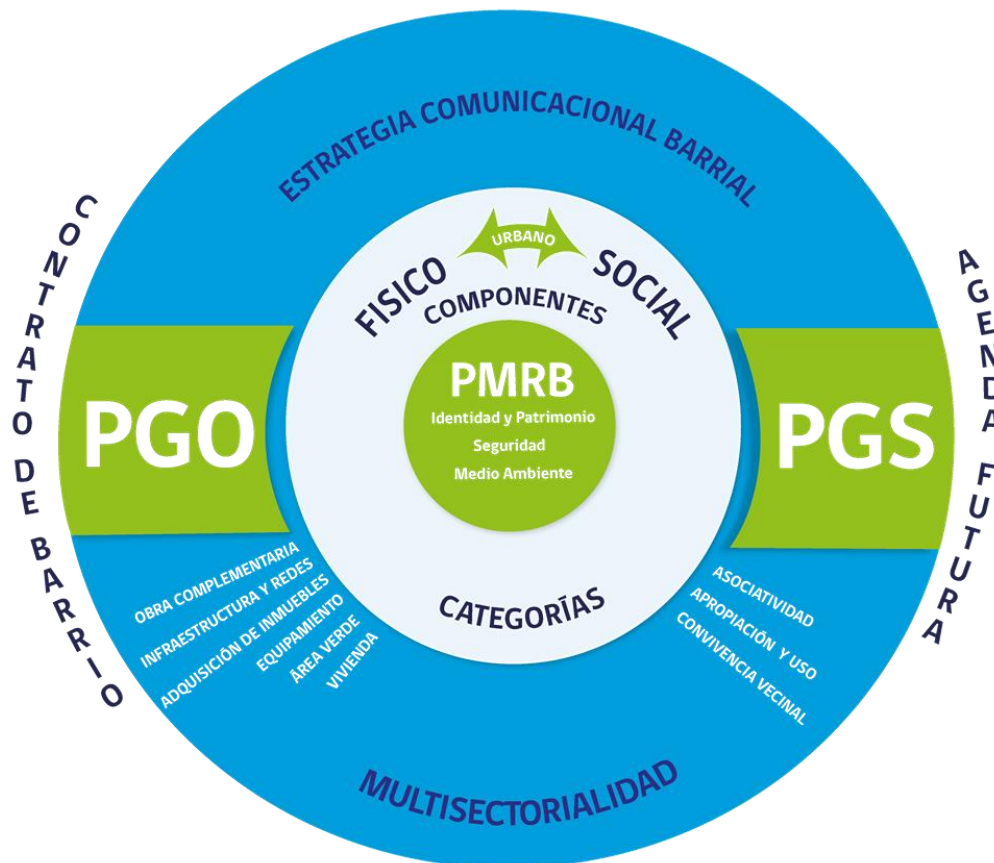 ESTRATEGIA COMUNICACIONAL BARRIAL
CONTRATO DE BARRIO
AGENDA FUTURA
URBANO
FISICO
SOCIAL
COMPONENTES
PMRB
Identidad y Patrimonio
Seguridad
Medio Ambiente
PGO
PGS
OBRA COMPLEMENTARIA
INFRAESTRUCTURA Y REDES
ADQUISICIÓN DE INMUEBLES
EQUIPAMIENTO
ÁREA VERDE
VIVIENDA
CATEGORÍAS
ASOCIATIVIDAD
APROPIACIÓN Y USO
CONVIVENCIA VECINAL
MULTISECTORIALIDAD